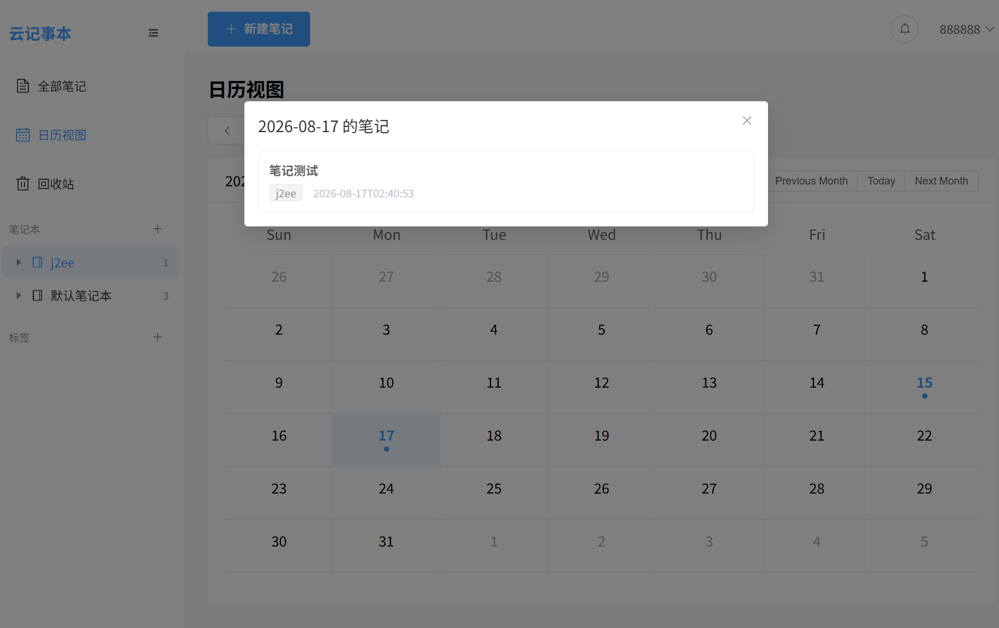 云记事本
新建笔记
888888
全部笔记
日历视图
回收站
笔记本
j2ee 1
默认笔记本 3
标签
日历视图
2026-08-17 的笔记
笔记测试
j2ee 2026-08-17T02:40:53
202
Previous Month Today Next Month
Sun Mon Tue Wed Thu Fri Sat
26 27 28 29 30 31 1
2 3 4 5 6 7 8
9 10 11 12 13 14 15
16 17 18 19 20 21 22
23 24 25 26 27 28 29
30 31 1 2 3 4 5